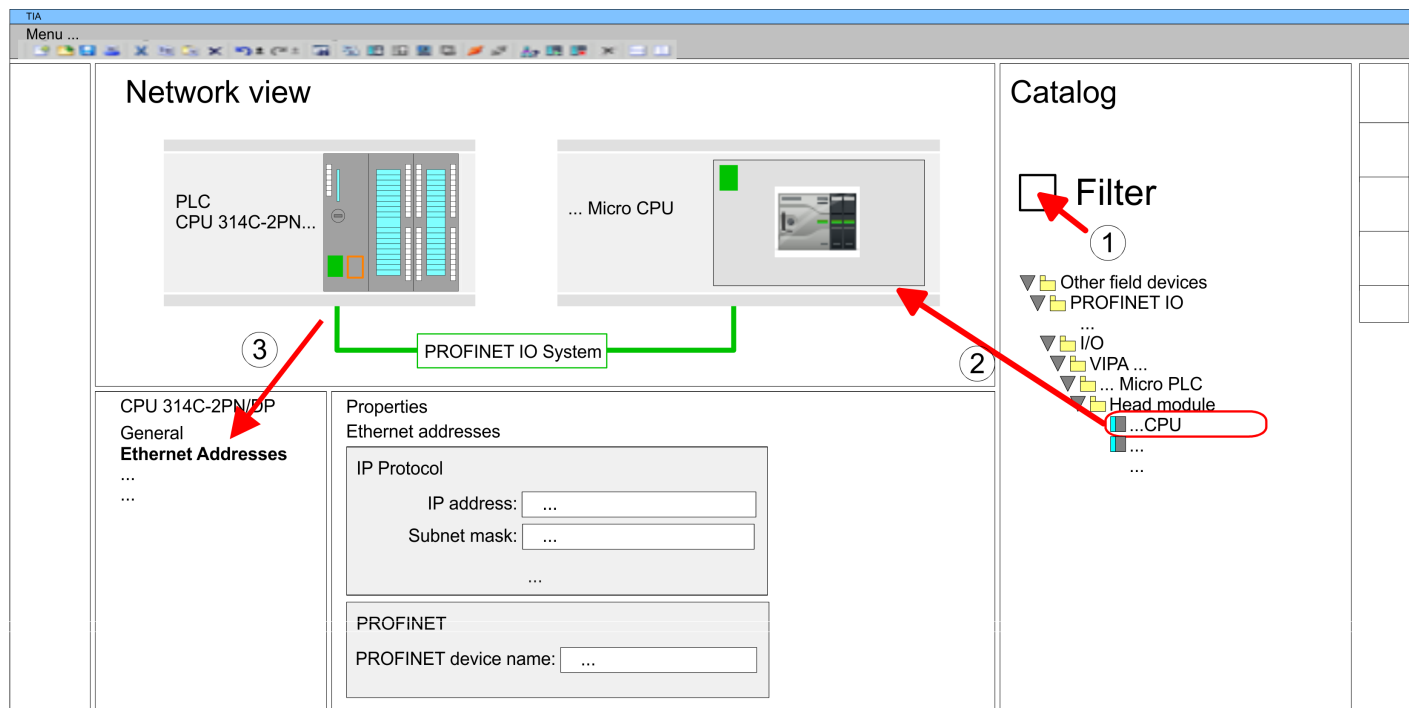 TIA
Menu ...
Network view
PLC
CPU 314C-2PN...
... Micro CPU
PROFINET IO System
3
2
Catalog
Filter
1
Other field devices
PROFINET IO
...
I/O
VIPA ...
... Micro PLC
Head module
...CPU
...
...
CPU 314C-2PN/DP
General
Ethernet Addresses
...
...
Properties
Ethernet addresses
IP Protocol
IP address: ...
Subnet mask: ...
...
PROFINET
PROFINET device name: ...